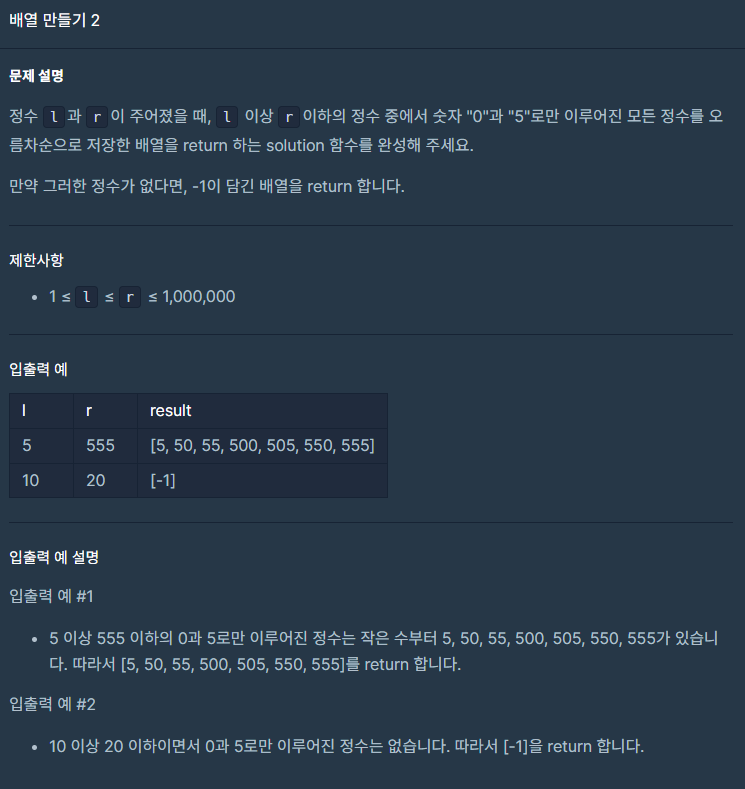 배열 만들기 2
문제 설명
정수 l과 r이 주어졌을 때, l 이상 r이하의 정수 중에서 숫자 "0"과 "5"로만 이루어진 모든 정수를 오
름차순으로 저장한 배열을 return 하는 solution 함수를 완성해 주세요.
만약 그러한 정수가 없다면, -1이 담긴 배열을 return 합니다.
제한사항
• 1 ≤ l ≤ r ≤ 1,000,000
입출력 예
l r result
5 555 [5, 50, 55, 500, 505, 550, 555]
10 20 [-1]
입출력 예 설명
입출력 예 #1
• 5 이상 555 이하의 0과 5로만 이루어진 정수는 작은 수부터 5, 50, 55, 500, 505, 550, 555가 있습니
다. 따라서 [5, 50, 55, 500, 505, 550, 555]를 return 합니다.
입출력 예 #2
• 10 이상 20 이하이면서 0과 5로만 이루어진 정수는 없습니다. 따라서 [-1]을 return 합니다.